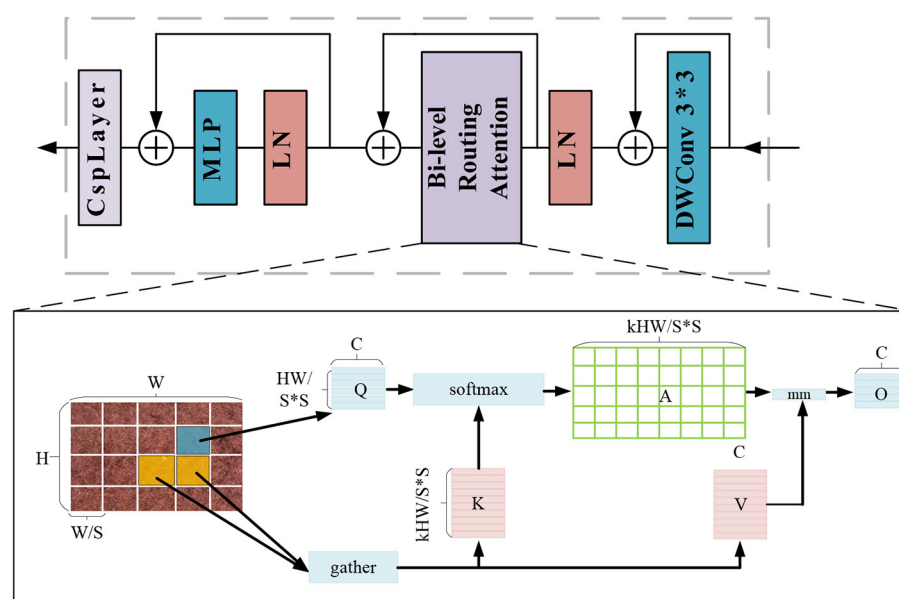 CspLayer
MLP
LN
Bi-level
Routing
Attention
LN
DWConv 3*3
W
H
W/S
HW/
S*S
C
Q
softmax
kHW/S*S
A
mm
C
O
kHW/S*S
K
C
V
gather